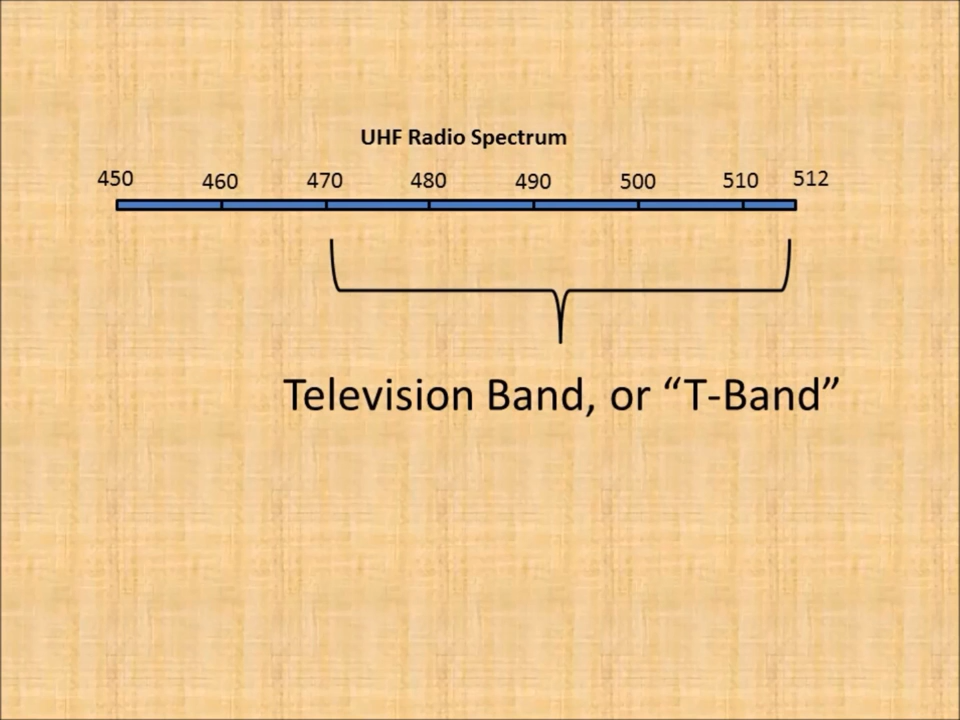 UHF Radio Spectrum
450 460 470 480 490 500 510 512
Television Band, or “T-Band”